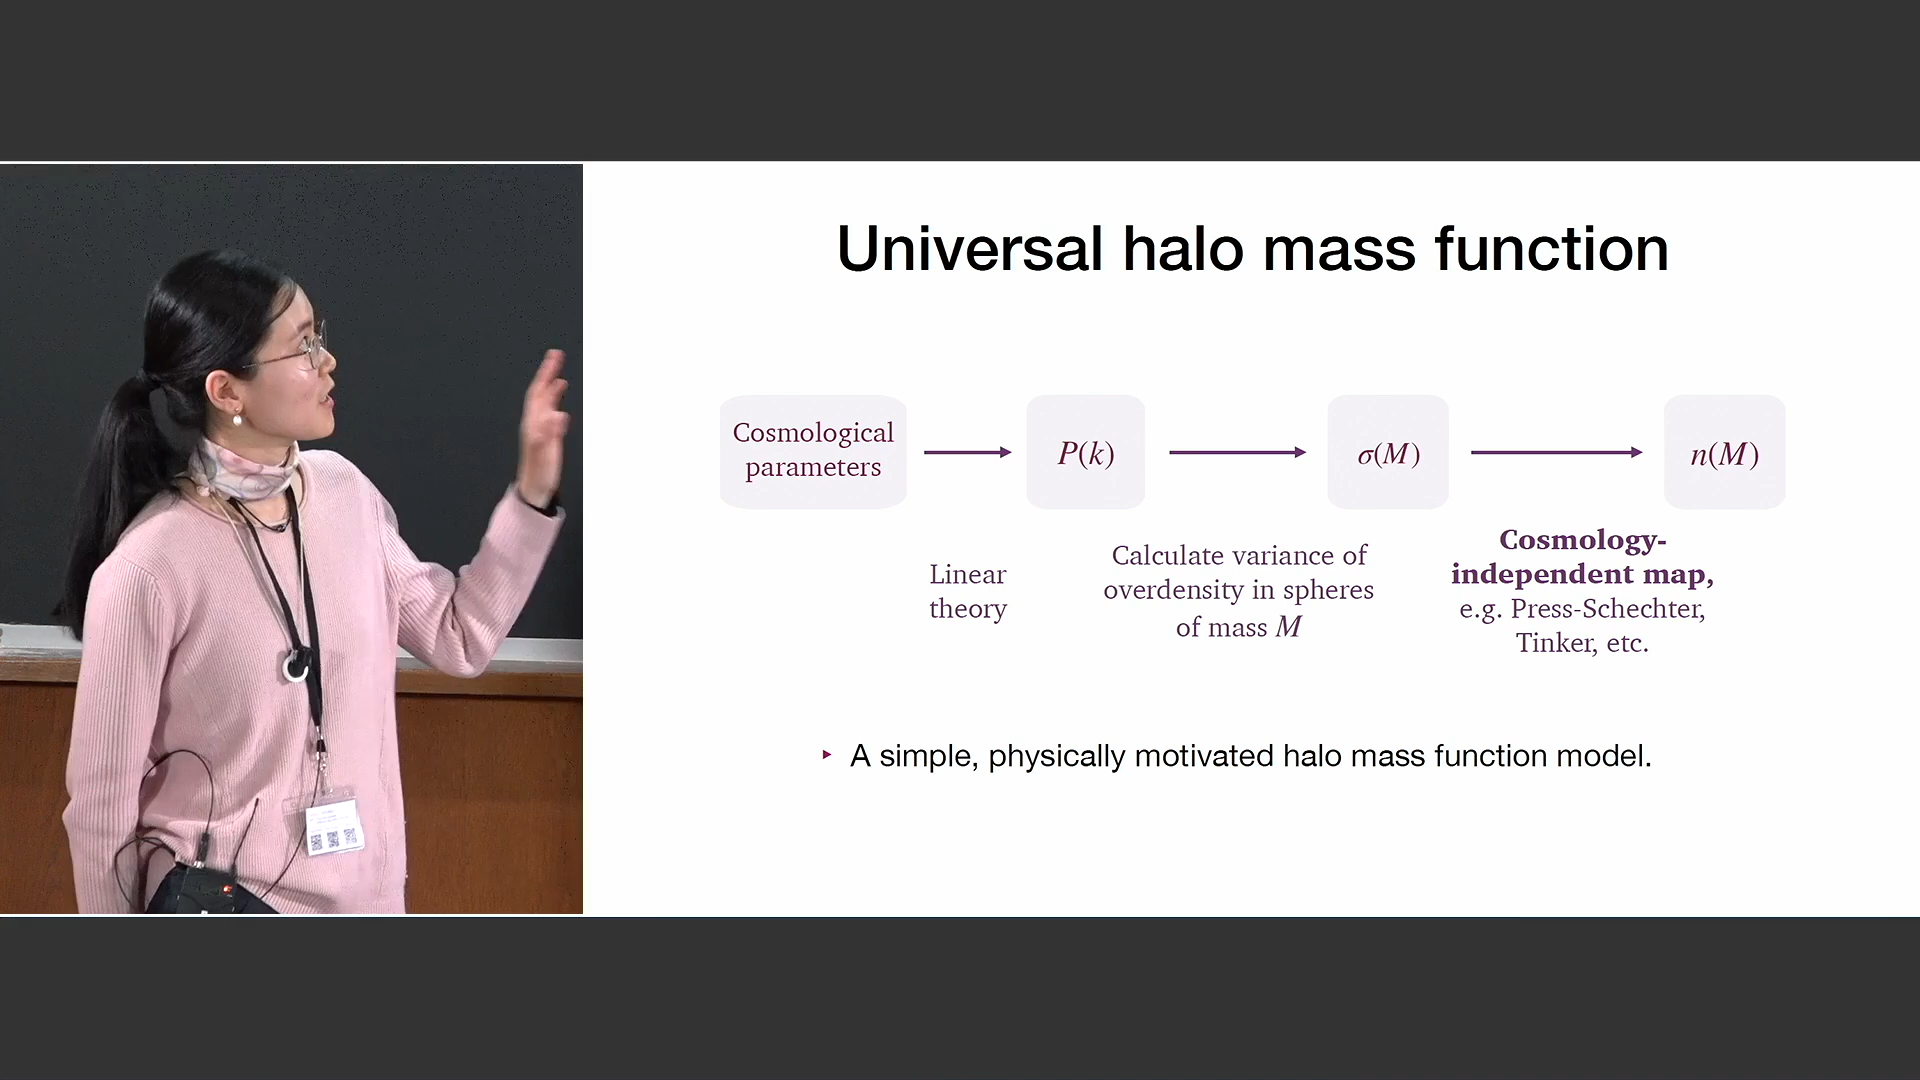 Universal halo mass function
Cosmological
parameters
P(k)
σ(M)
n(M)
Linear
theory
Calculate variance of
overdensity in spheres
of mass M
Cosmology-
independent map,
e.g. Press-Schechter,
Tinker, etc.
‣ A simple, physically motivated halo mass function model.